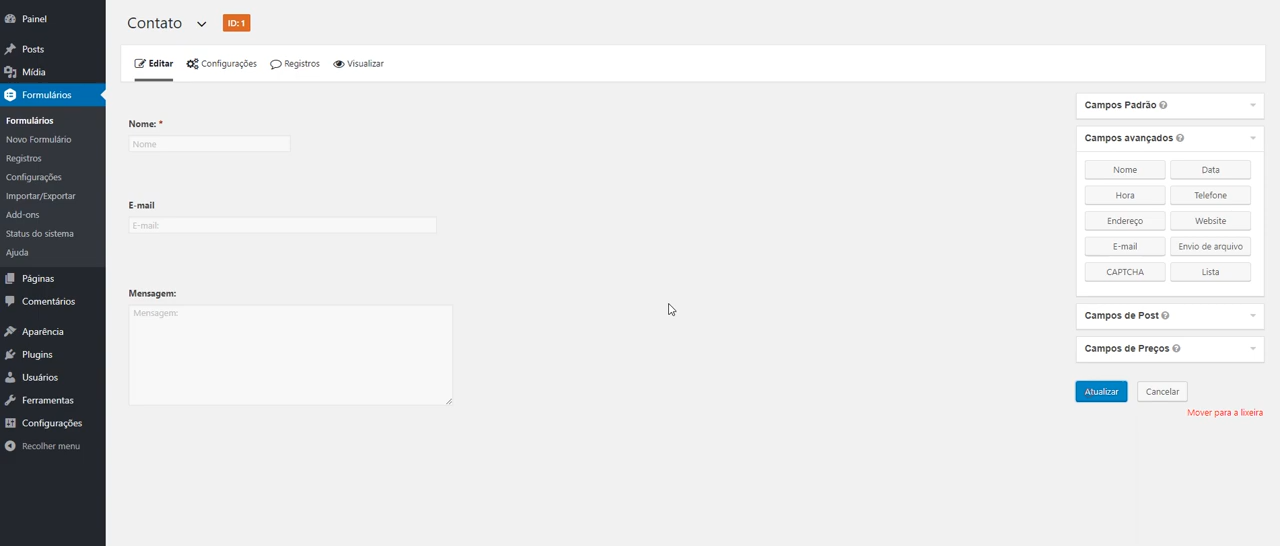 Painel
Posts
Mídia
Formulários
Formulários
Novo Formulário
Registros
Configurações
Importar/Exportar
Add-ons
Status do sistema
Ajuda
Páginas
Comentários
Aparência
Plugins
Usuários
Ferramentas
Configurações
Recolher menu
Contato ID: 1
Editar Configurações Registros Visualizar
Nome: *
Nome
E-mail
E-mail:
Mensagem:
Mensagem:
Campos Padrão
Campos avançados
Nome Data
Hora Telefone
Endereço Website
E-mail Envio de arquivo
CAPTCHA Lista
Campos de Post
Campos de Preços
Atualizar Cancelar
Mover para a lixeira